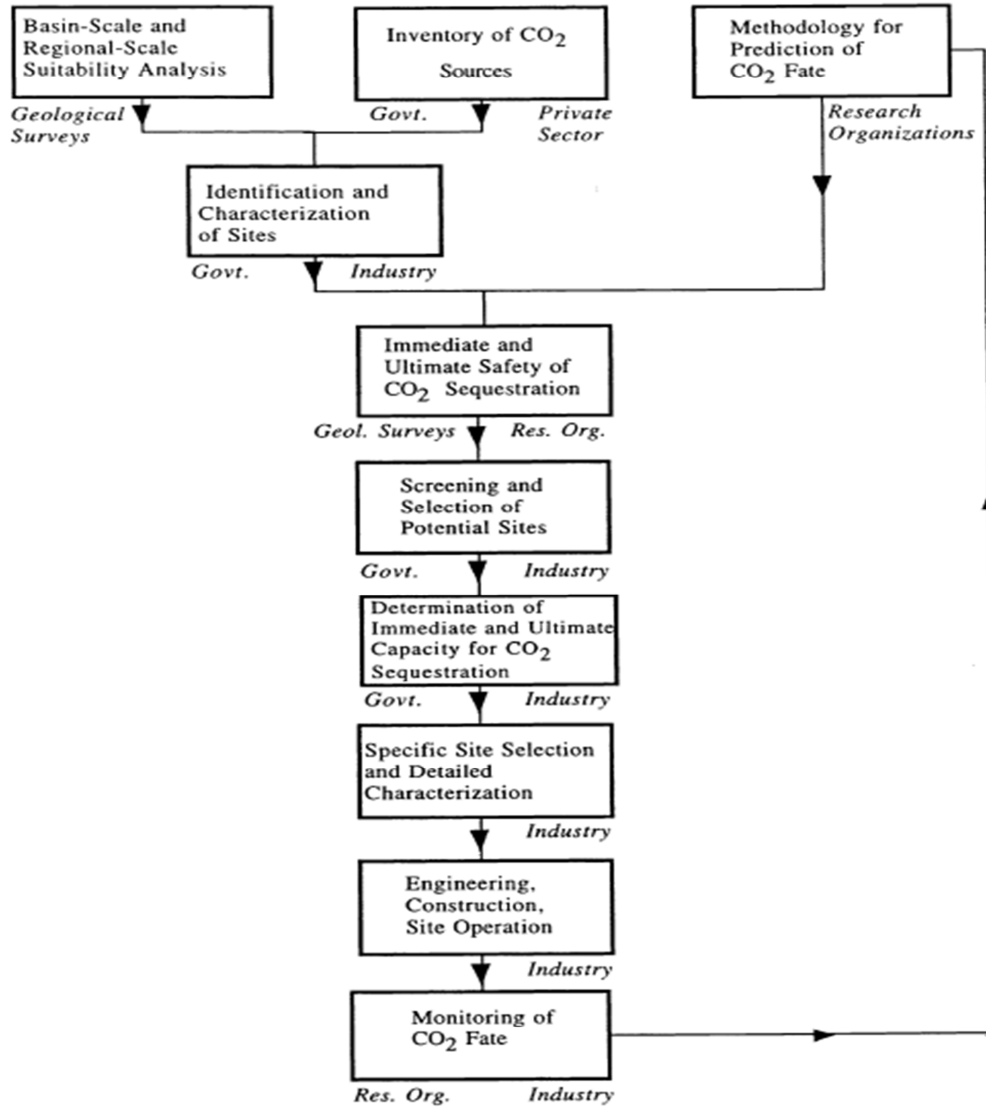 Basin-Scale and
Regional-Scale
Suitability Analysis
Inventory of CO2
Sources
Methodology for
Prediction of
CO2 Fate
Geological
Surveys
Govt.
Private
Sector
Research
Organizations
Identification and
Characterization
of Sites
Govt.
Industry
Immediate and
Ultimate Safety of
CO2 Sequestration
Geol. Surveys
Res. Org.
Screening and
Selection of
Potential Sites
Govt.
Industry
Determination of
Immediate and Ultimate
Capacity for CO2
Sequestration
Govt.
Industry
Specific Site Selection
and Detailed
Characterization
Industry
Engineering,
Construction,
Site Operation
Industry
Monitoring of
CO2 Fate
Res. Org.
Industry